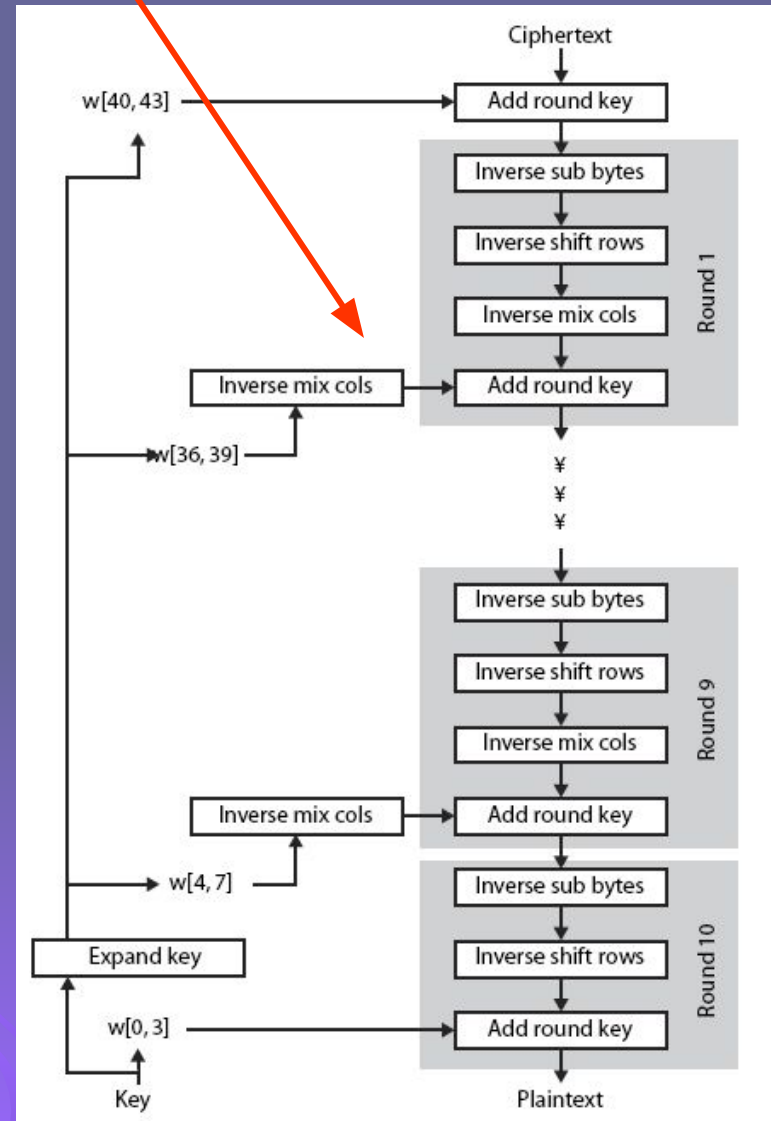 Ciphertext
w[40, 43]
Add round key
Inverse sub bytes
Inverse shift rows
Round 1
Inverse mix cols
Inverse mix cols
Add round key
w[36, 39]
¥
¥
¥
Inverse sub bytes
Inverse shift rows
Round 9
Inverse mix cols
Inverse mix cols
Add round key
w[4, 7]
Inverse sub bytes
Expand key
Inverse shift rows
Round 10
w[0, 3]
Add round key
Key
Plaintext